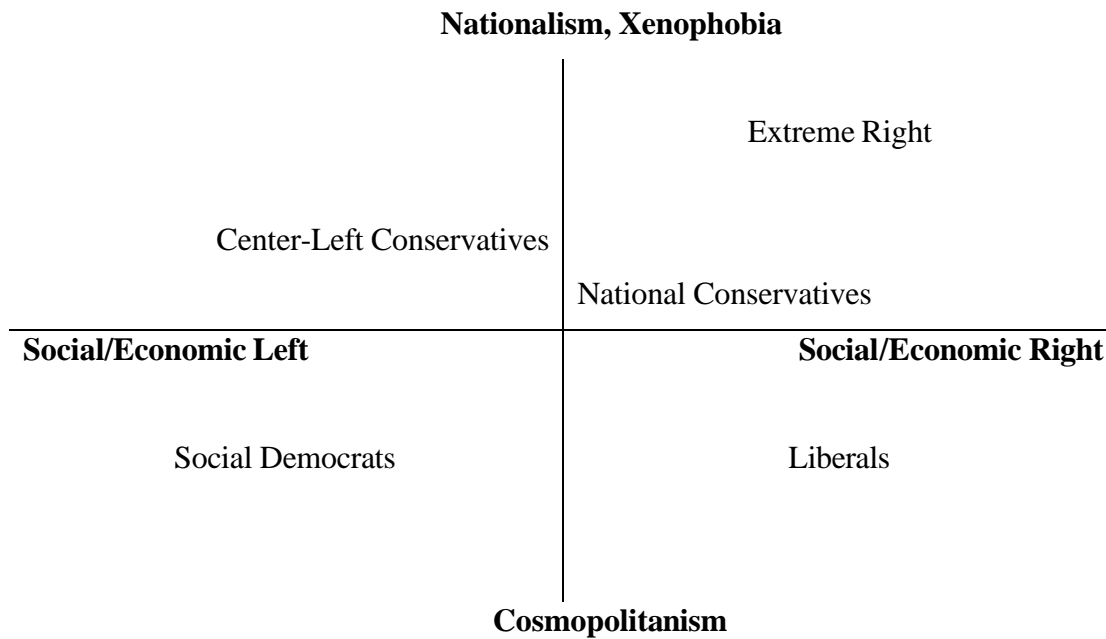 Nationalism, Xenophobia
Extreme Right
Center-Left Conservatives
National Conservatives
Social/Economic Left
Social/Economic Right
Social Democrats
Liberals
Cosmopolitanism